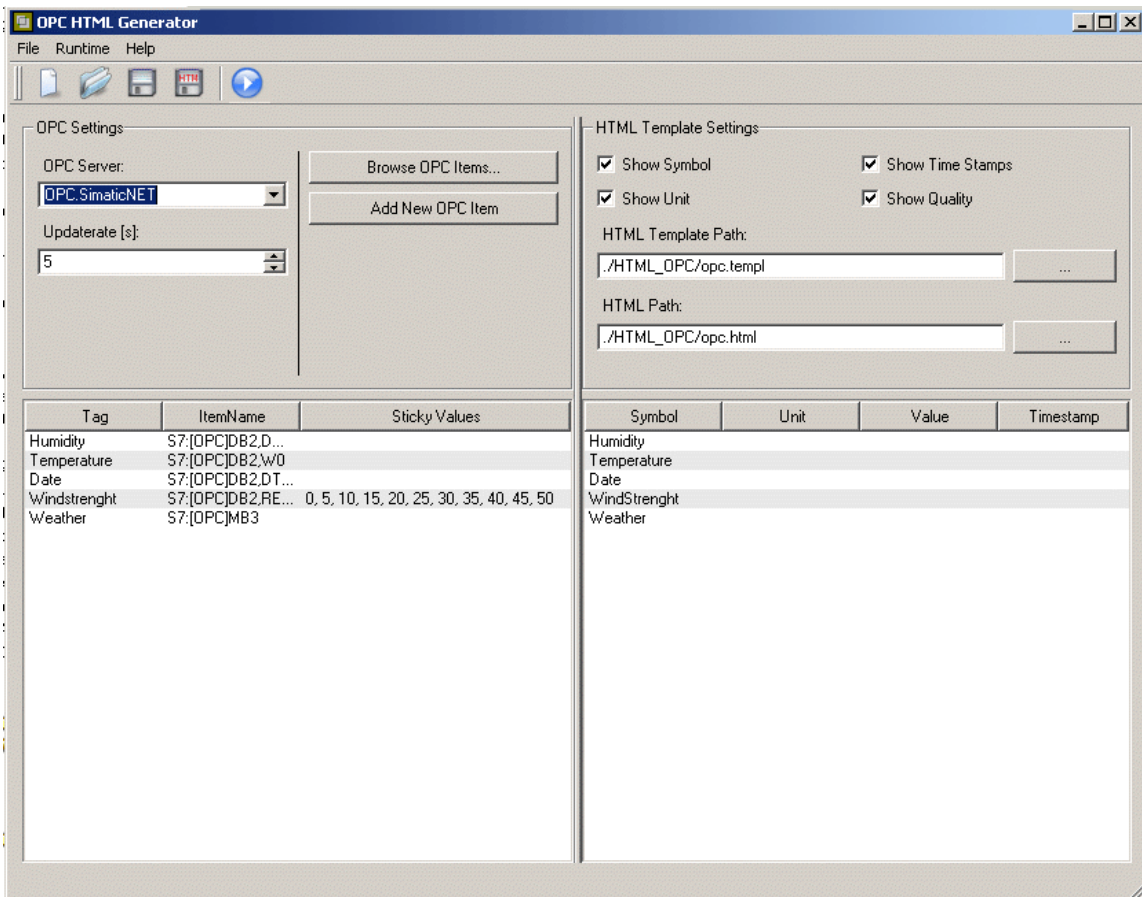 OPC HTML Generator
File Runtime Help
HTM
OPC Settings
OPC Server:
OPC.SimaticNET
Updaterate [s]:
5
Browse OPC Items...
Add New OPC Item
HTML Template Settings
Show Symbol
Show Time Stamps
Show Unit
Show Quality
HTML Template Path:
./HTML_OPC/opc.templ
...
HTML Path:
./HTML_OPC/opc.html
...
Tag ItemName Sticky Values
Humidity S7:[OPC]DB2,D...
Temperature S7:[OPC]DB2,W0
Date S7:[OPC]DB2,DT...
Windstrenght S7:[OPC]DB2,RE... 0, 5, 10, 15, 20, 25, 30, 35, 40, 45, 50
Weather S7:[OPC]MB3
Symbol Unit Value Timestamp
Humidity
Temperature
Date
WindStrenght
Weather